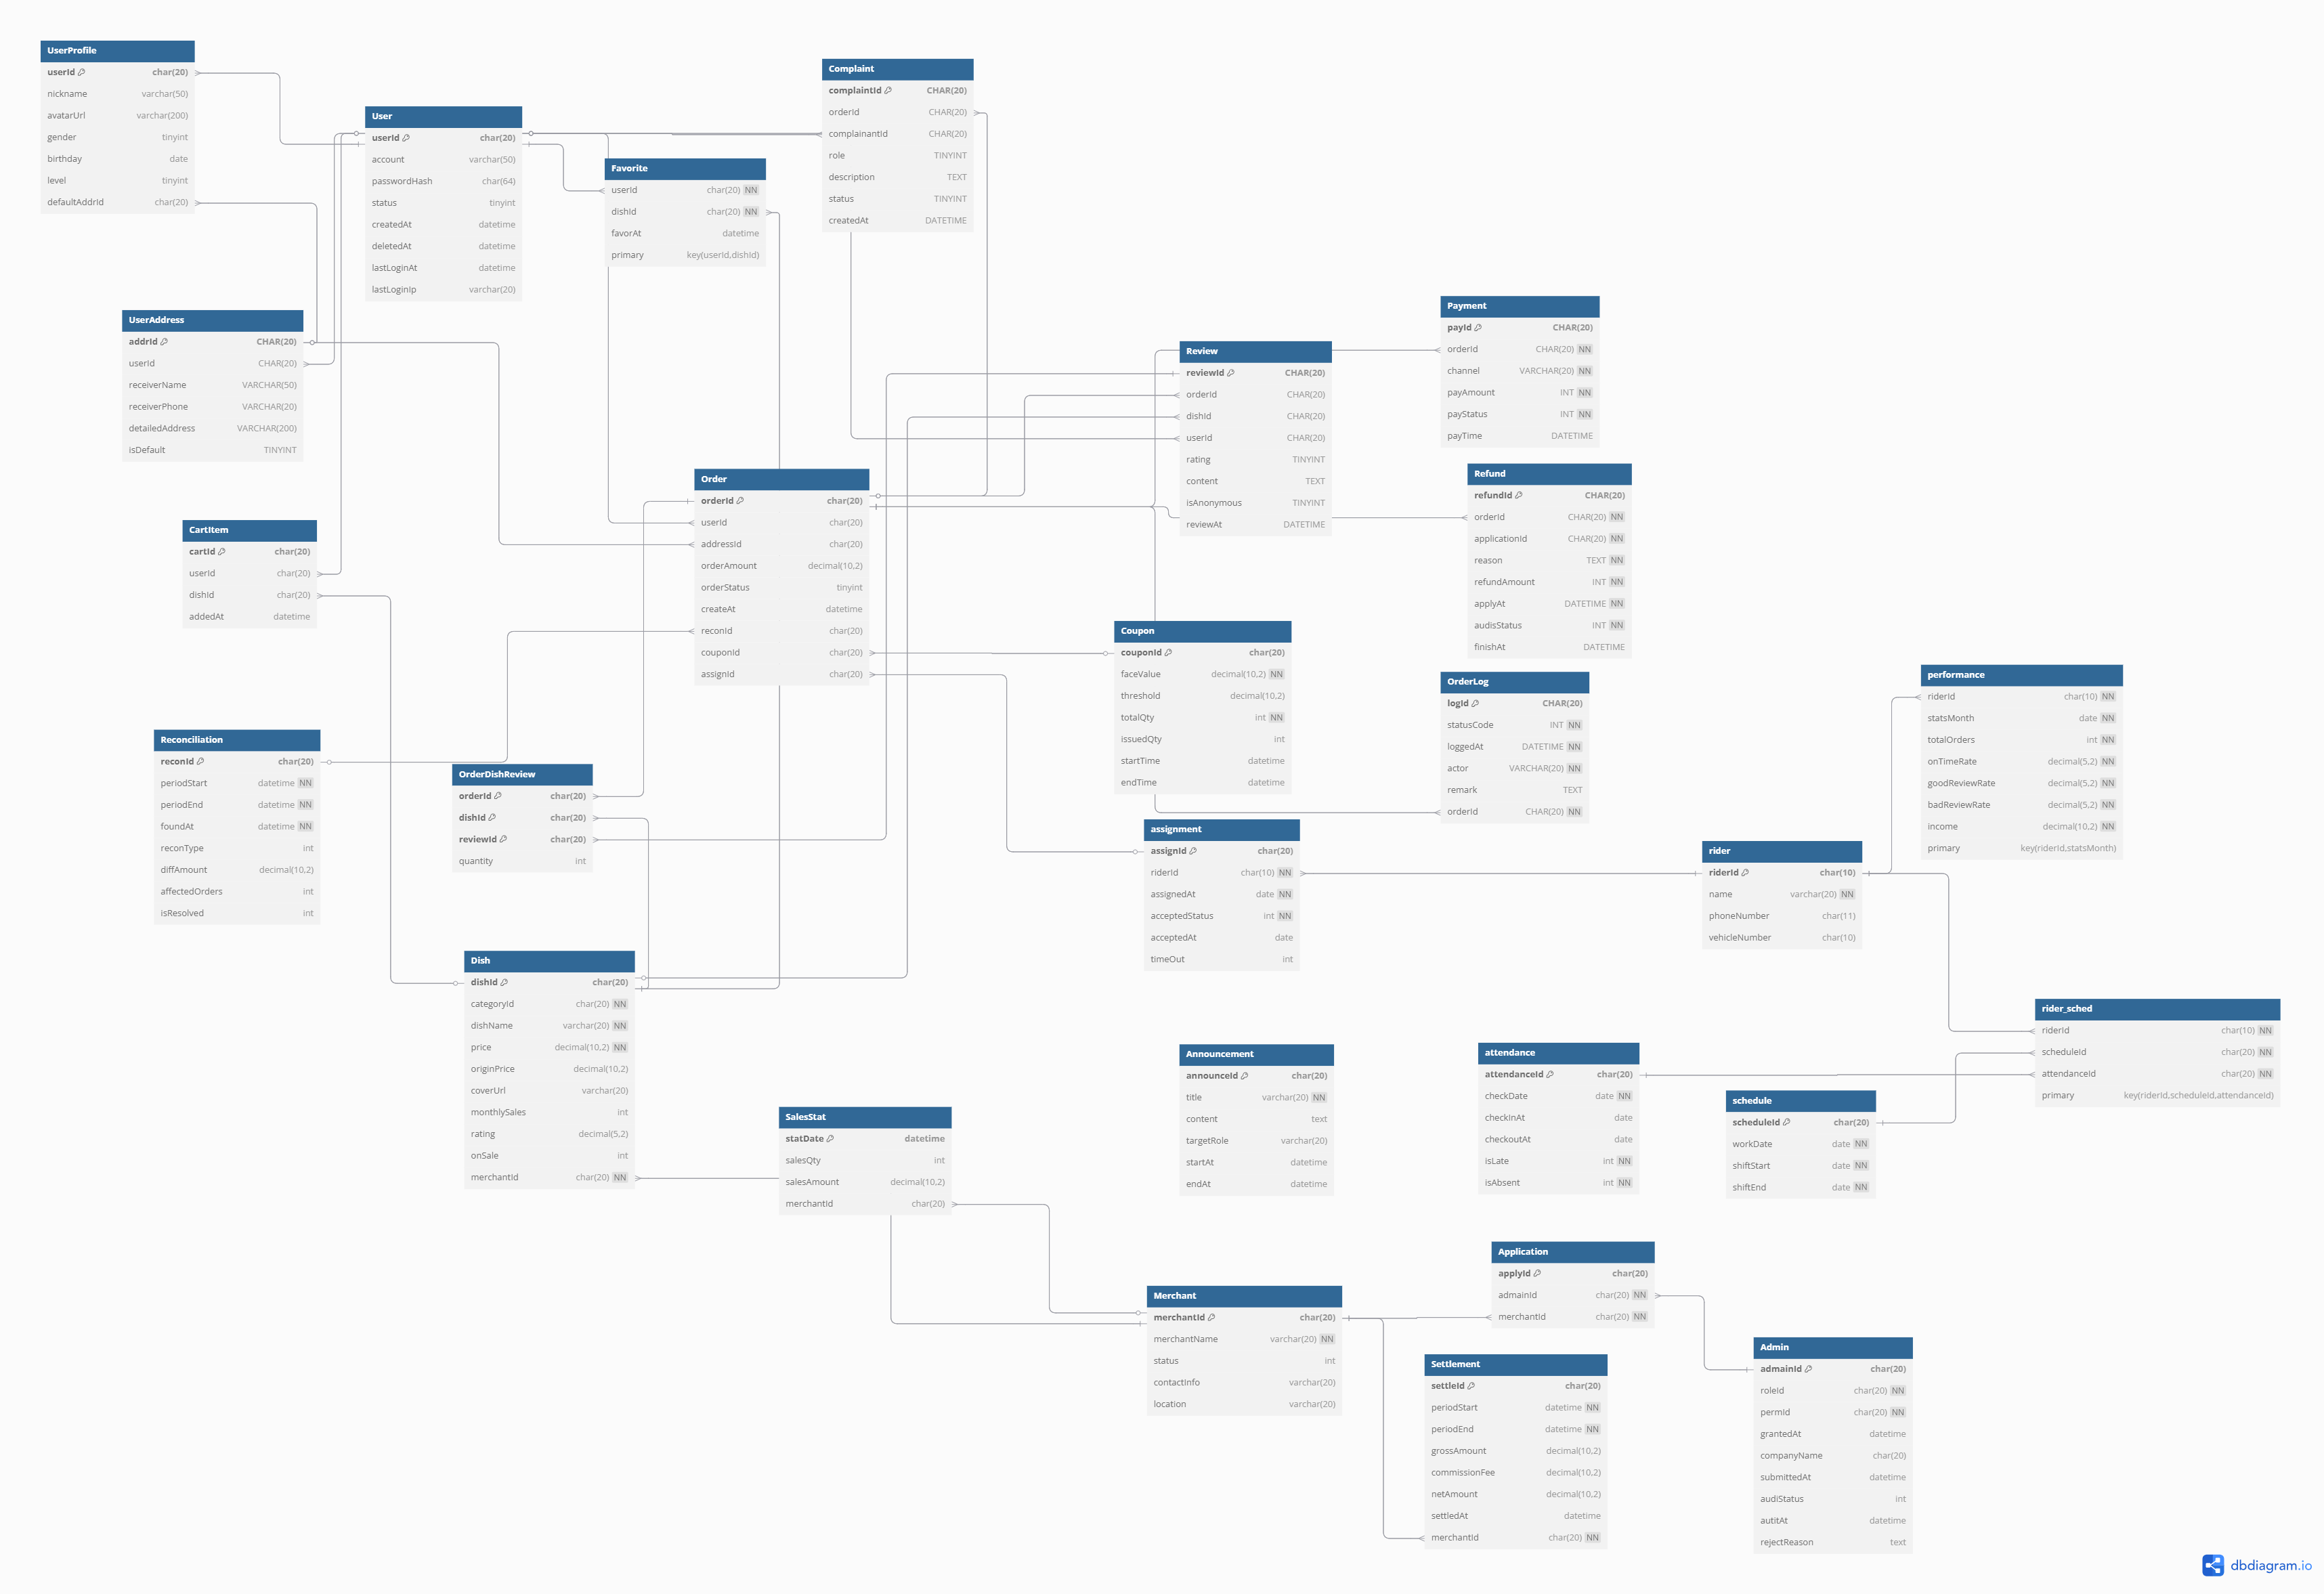 UserProfile
userId char(20)
nickname varchar(50)
avatarUrl varchar(200)
gender tinyint
birthday date
level tinyint
defaultAddrId char(20)
User
userId char(20)
account varchar(50)
passwordHash char(64)
status tinyint
createdAt datetime
deletedAt datetime
lastLoginAt datetime
lastLoginIp varchar(20)
Favorite
userId char(20) NN
dishId char(20) NN
favorAt datetime
primary key(userId,dishId)
Complaint
complaintId CHAR(20)
orderId CHAR(20)
complainantId CHAR(20)
role TINYINT
description TEXT
status TINYINT
createdAt DATETIME
UserAddress
addrId CHAR(20)
userId CHAR(20)
receiverName VARCHAR(50)
receiverPhone VARCHAR(20)
detailedAddress VARCHAR(200)
isDefault TINYINT
Payment
payId CHAR(20)
orderId CHAR(20) NN
channel VARCHAR(20) NN
payAmount INT NN
payStatus INT NN
payTime DATETIME
Review
reviewId CHAR(20)
orderId CHAR(20)
dishId CHAR(20)
userId CHAR(20)
rating TINYINT
content TEXT
isAnonymous TINYINT
reviewAt DATETIME
Refund
refundId CHAR(20)
orderId CHAR(20) NN
applicationId CHAR(20) NN
reason TEXT NN
refundAmount INT NN
applyAt DATETIME NN
audisStatus INT NN
finishAt DATETIME
Order
orderId char(20)
userId char(20)
addressId char(20)
orderAmount decimal(10,2)
orderStatus tinyint
createAt datetime
reconId char(20)
couponId char(20)
assignId char(20)
CartItem
cartId char(20)
userId char(20)
dishId char(20)
addedAt datetime
Coupon
couponId char(20)
faceValue decimal(10,2) NN
threshold decimal(10,2)
totalQty int NN
issuedQty int
startTime datetime
endTime datetime
OrderLog
logId CHAR(20)
statusCode INT NN
loggedAt DATETIME NN
actor VARCHAR(20) NN
remark TEXT
orderId CHAR(20) NN
performance
riderId char(10) NN
statsMonth date NN
totalOrders int NN
onTimeRate decimal(5,2) NN
goodReviewRate decimal(5,2) NN
badReviewRate decimal(5,2) NN
income decimal(10,2) NN
primary key(riderId,statsMonth)
Reconciliation
reconId char(20)
periodStart datetime NN
periodEnd datetime NN
foundAt datetime NN
reconType int
diffAmount decimal(10,2)
affectedOrders int
isResolved int
OrderDishReview
orderId char(20)
dishId char(20)
reviewId char(20)
quantity int
assignment
assignId char(20)
riderId char(10) NN
assignedAt date NN
acceptedStatus int NN
acceptedAt date
timeOut int
rider
riderId char(10)
name varchar(20) NN
phoneNumber char(11)
vehicleNumber char(10)
Dish
dishId char(20)
categoryId char(20) NN
dishName varchar(20) NN
price decimal(10,2) NN
originPrice decimal(10,2)
coverUrl varchar(20)
monthlySales int
rating decimal(5,2)
onSale int
merchantId char(20) NN
rider_sched
riderId char(10) NN
scheduleId char(20) NN
attendanceId char(20) NN
primary key(riderId,scheduleId,attendanceId)
Announcement
announceId char(20)
title varchar(20) NN
content text
targetRole varchar(20)
startAt datetime
endAt datetime
attendance
attendanceId char(20)
checkDate date NN
checkInAt date
checkoutAt date
isLate int NN
isAbsent int NN
schedule
scheduleId char(20)
workDate date NN
shiftStart date NN
shiftEnd date NN
SalesStat
statDate datetime
salesQty int
salesAmount decimal(10,2)
merchantId char(20)
Application
applyId char(20)
admainId char(20) NN
merchantId char(20) NN
Merchant
merchantId char(20)
merchantName varchar(20) NN
status int
contactInfo varchar(20)
location varchar(20)
Settlement
settleId char(20)
periodStart datetime NN
periodEnd datetime NN
grossAmount decimal(10,2)
commissionFee decimal(10,2)
netAmount decimal(10,2)
settledAt datetime
merchantId char(20) NN
Admin
admainId char(20)
roleId char(20) NN
permId char(20) NN
grantedAt datetime
companyName char(20)
submittedAt datetime
audiStatus int
autitAt datetime
rejectReason text
dbdiagram.io